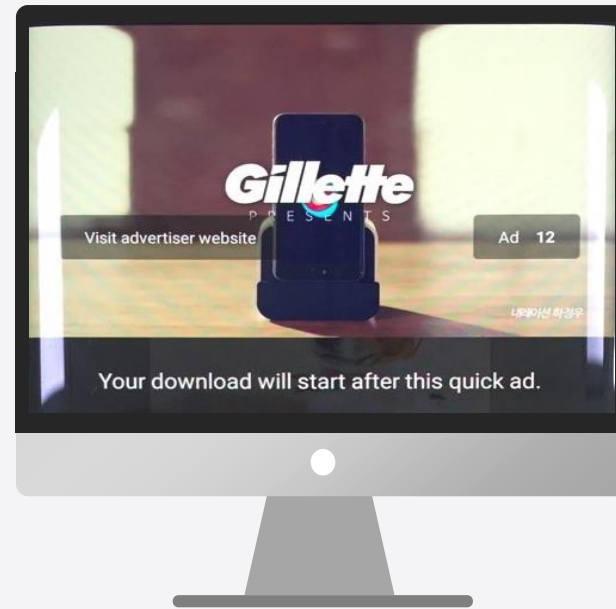 Gillette
PRESENTS
Visit advertiser website
Ad 12
내레이션 하정우
Your download will start after this quick ad.